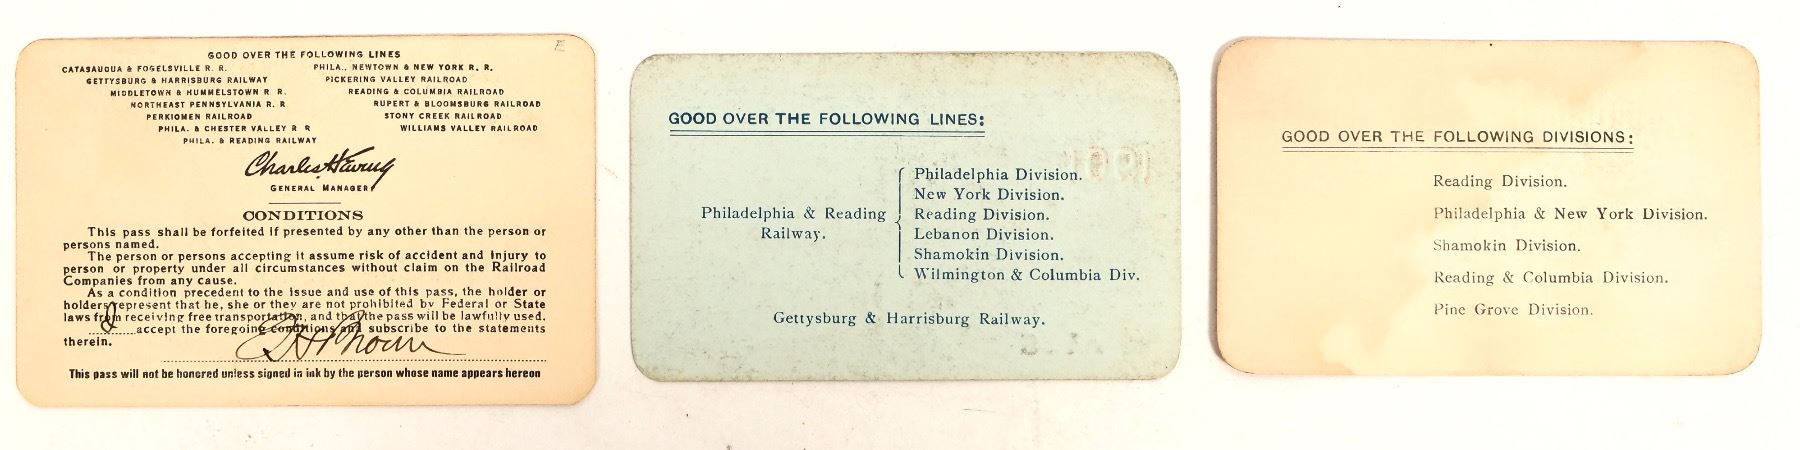 E
GOOD OVER THE FOLLOWING LINES
CATASAUQUA & FOGELSVILLE R. R.
GETTYSBURG & HARRISBURG RAILWAY
MIDDLETOWN & HUMMELSTOWN R R.
NORTHEAST PENNSYLVANIA R. R
PERKIOMEN RAILROAD
PHILA. & CHESTER VALLEY R R
PHILA. & READING RAILWAY
PHILA., NEWTOWN & NEW YORK R. R.
PICKERING VALLEY RAILROAD
READING & COLUMBIA RAILROAD
RUPERT & BLOOMSBURG RAILROAD
STONY CREEK RAILROAD
WILLIAMS VALLEY RAILROAD
Charles H Ewing
GENERAL MANAGER
CONDITIONS
This pass shall be forfeited if presented by any other than the person or
persons named.
The person or persons accepting it assume risk of accident and injury to
person or property under all circumstances without claim on the Railroad
Companies from any cause.
As a condition precedent to the issue and use of this pass, the holder or
holders represent that he, she or they are not prohibited by Federal or State
laws from receiving free transportation, and that the pass will be lawfully used.
I accept the foregoing conditions and subscribe to the statements
therein.
This pass will not be honored unless signed in ink by the person whose name appears hereon
GOOD OVER THE FOLLOWING LINES:
Philadelphia & Reading
Railway.
Philadelphia Division.
New York Division.
Reading Division.
Lebanon Division.
Shamokin Division.
Wilmington & Columbia Div.
Gettysburg & Harrisburg Railway.
GOOD OVER THE FOLLOWING DIVISIONS:
Reading Division.
Philadelphia & New York Division.
Shamokin Division.
Reading & Columbia Division.
Pine Grove Division.